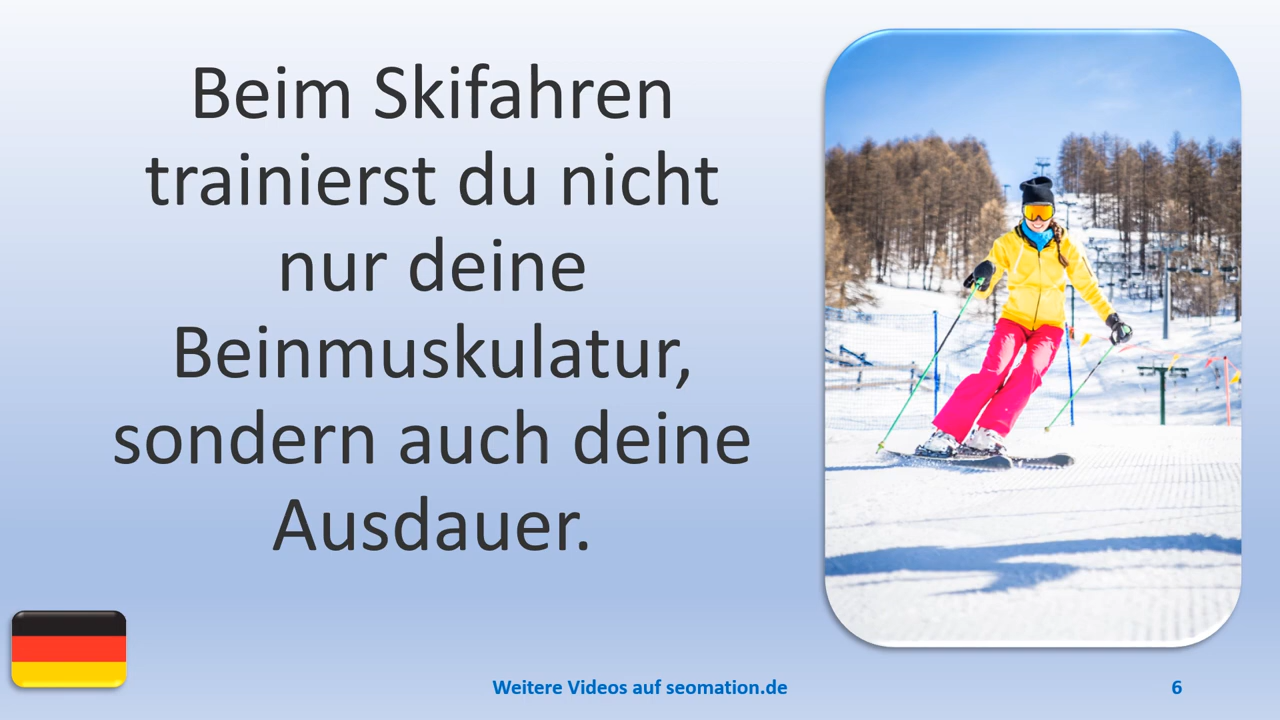 Beim Skifahren
trainierst du nicht
nur deine
Beinmuskulatur,
sondern auch deine
Ausdauer.
Weitere Videos auf seomation.de
6